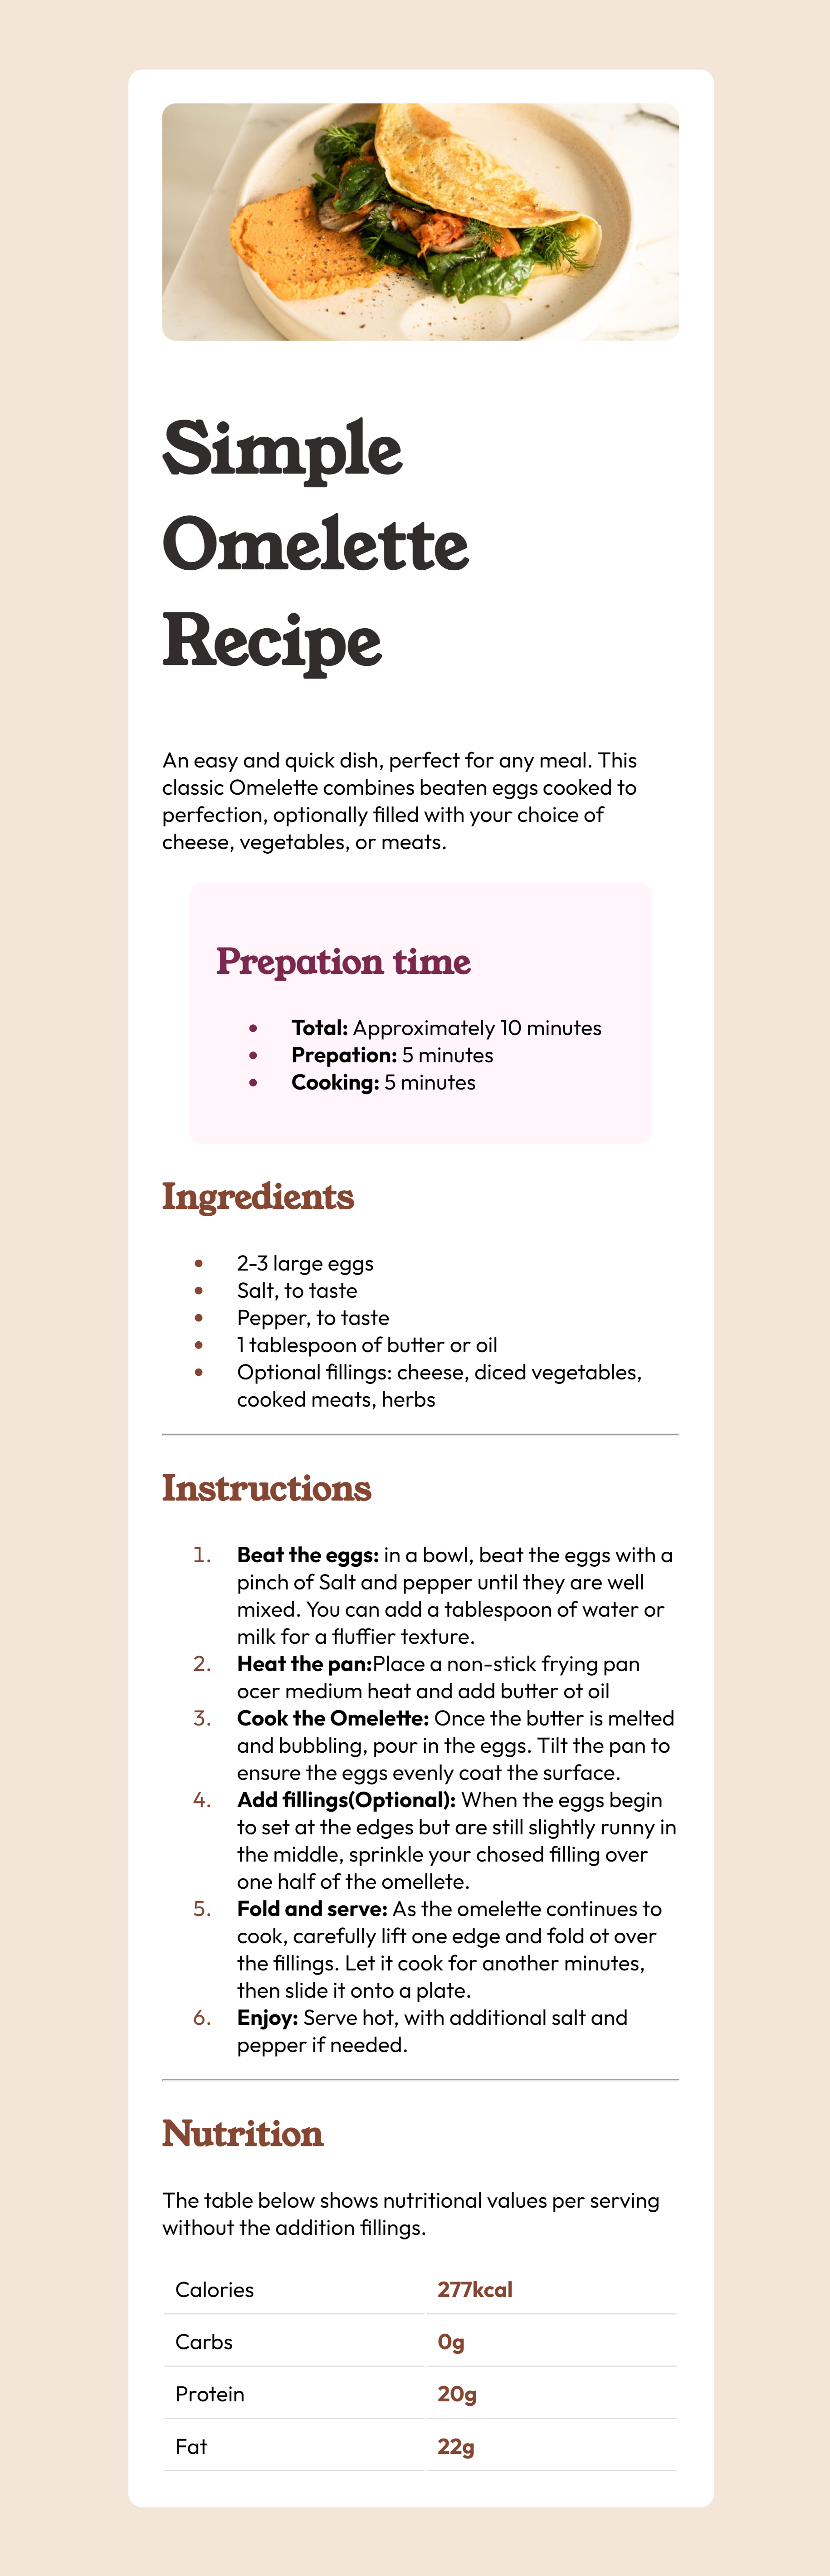 Simple
Omelette
Recipe
An easy and quick dish, perfect for any meal. This
classic Omelette combines beaten eggs cooked to
perfection, optionally filled with your choice of
cheese, vegetables, or meats.
Prepation time
• Total: Approximately 10 minutes
• Prepation: 5 minutes
• Cooking: 5 minutes
Ingredients
• 2-3 large eggs
• Salt, to taste
• Pepper, to taste
• 1 tablespoon of butter or oil
• Optional fillings: cheese, diced vegetables,
cooked meats, herbs
Instructions
1. Beat the eggs: in a bowl, beat the eggs with a
pinch of Salt and pepper until they are well
mixed. You can add a tablespoon of water or
milk for a fluffier texture.
2. Heat the pan:Place a non-stick frying pan
ocer medium heat and add butter ot oil
3. Cook the Omelette: Once the butter is melted
and bubbling, pour in the eggs. Tilt the pan to
ensure the eggs evenly coat the surface.
4. Add fillings(Optional): When the eggs begin
to set at the edges but are still slightly runny in
the middle, sprinkle your chosed filling over
one half of the omellete.
5. Fold and serve: As the omelette continues to
cook, carefully lift one edge and fold ot over
the fillings. Let it cook for another minutes,
then slide it onto a plate.
6. Enjoy: Serve hot, with additional salt and
pepper if needed.
Nutrition
The table below shows nutritional values per serving
without the addition fillings.
Calories 277kcal
Carbs 0g
Protein 20g
Fat 22g